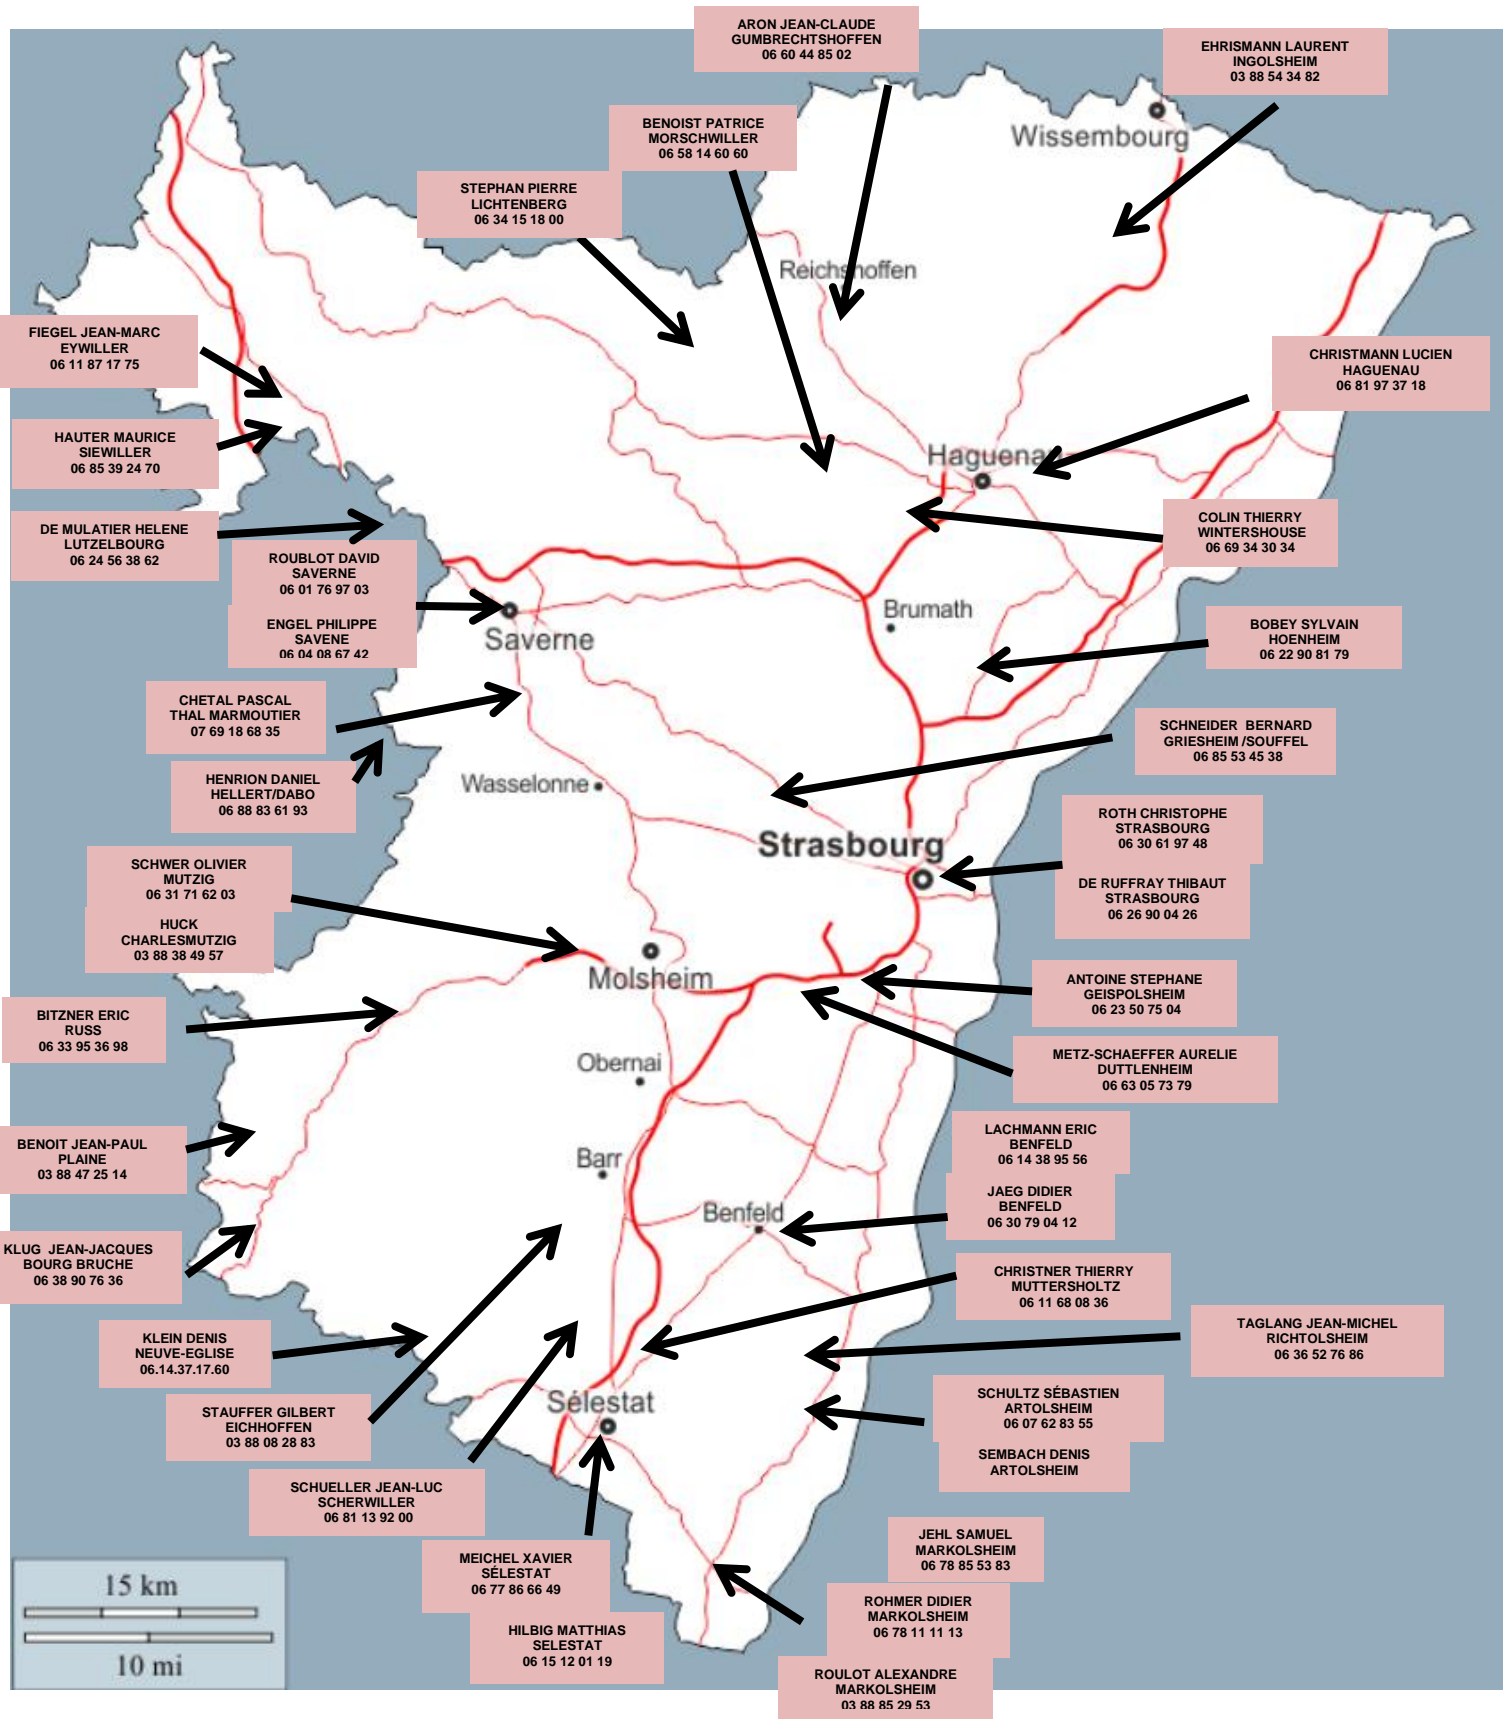 ARON JEAN-CLAUDE
GUMBRECHTSHOFFEN
06 60 44 85 02
EHRISMANN LAURENT
INGOLSHEIM
03 88 54 34 82
BENOIST PATRICE
MORSCHWILLER
06 58 14 60 60
Wissembourg
STEPHAN PIERRE
LICHTENBERG
06 34 15 18 00
Reichshoffen
FIEGEL JEAN-MARC
EYWILLER
06 11 87 17 75
CHRISTMANN LUCIEN
HAGUENAU
06 81 97 37 18
HAUTER MAURICE
SIEWILLER
06 85 39 24 70
Haguenau
DE MULATIER HELENE
LUTZELBOURG
06 24 56 38 62
COLIN THIERRY
WINTERSHOUSE
06 69 34 30 34
ROUBLOT DAVID
SAVERNE
06 01 76 97 03
ENGEL PHILIPPE
SAVENE
06 04 08 67 42
Saverne
Brumath
BOBEY SYLVAIN
HOENHEIM
06 22 90 81 79
CHETAL PASCAL
THAL MARMOUTIER
07 69 18 68 35
SCHNEIDER  BERNARD
GRIESHEIM /SOUFFEL
06 85 53 45 38
HENRION DANIEL
HELLERT/DABO
06 88 83 61 93
Wasselonne
ROTH CHRISTOPHE
STRASBOURG
06 30 61 97 48
Strasbourg
SCHWER OLIVIER
MUTZIG
06 31 71 62 03
DE RUFFRAY THIBAUT
STRASBOURG
06 26 90 04 26
HUCK
CHARLESMUTZIG
03 88 38 49 57
Molsheim
ANTOINE STEPHANE
GEISPOLSHEIM
06 23 50 75 04
BITZNER ERIC
RUSS
06 33 95 36 98
METZ-SCHAEFFER AURELIE
DUTTLENHEIM
06 63 05 73 79
Obernai
LACHMANN ERIC
BENFELD
06 14 38 95 56
BENOIT JEAN-PAUL
PLAINE
03 88 47 25 14
Barr
JAEG DIDIER
BENFELD
06 30 79 04 12
Benfeld
KLUG  JEAN-JACQUES
BOURG BRUCHE
06 38 90 76 36
CHRISTNER THIERRY
MUTTERSHOLTZ
06 11 68 08 36
TAGLANG JEAN-MICHEL
RICHTOLSHEIM
06 36 52 76 86
KLEIN DENIS
NEUVE-EGLISE
06.14.37.17.60
SCHULTZ SÉBASTIEN
ARTOLSHEIM
06 07 62 83 55
Sélestat
STAUFFER GILBERT
EICHHOFFEN
03 88 08 28 83
SEMBACH DENIS
ARTOLSHEIM
SCHUELLER JEAN-LUC
SCHERWILLER
06 81 13 92 00
JEHL SAMUEL
MARKOLSHEIM
06 78 85 53 83
MEICHEL XAVIER
SÉLESTAT
06 77 86 66 49
ROHMER DIDIER
MARKOLSHEIM
06 78 11 11 13
HILBIG MATTHIAS
SELESTAT
06 15 12 01 19
ROULOT ALEXANDRE
MARKOLSHEIM
03 88 85 29 53
15 km
10 mi